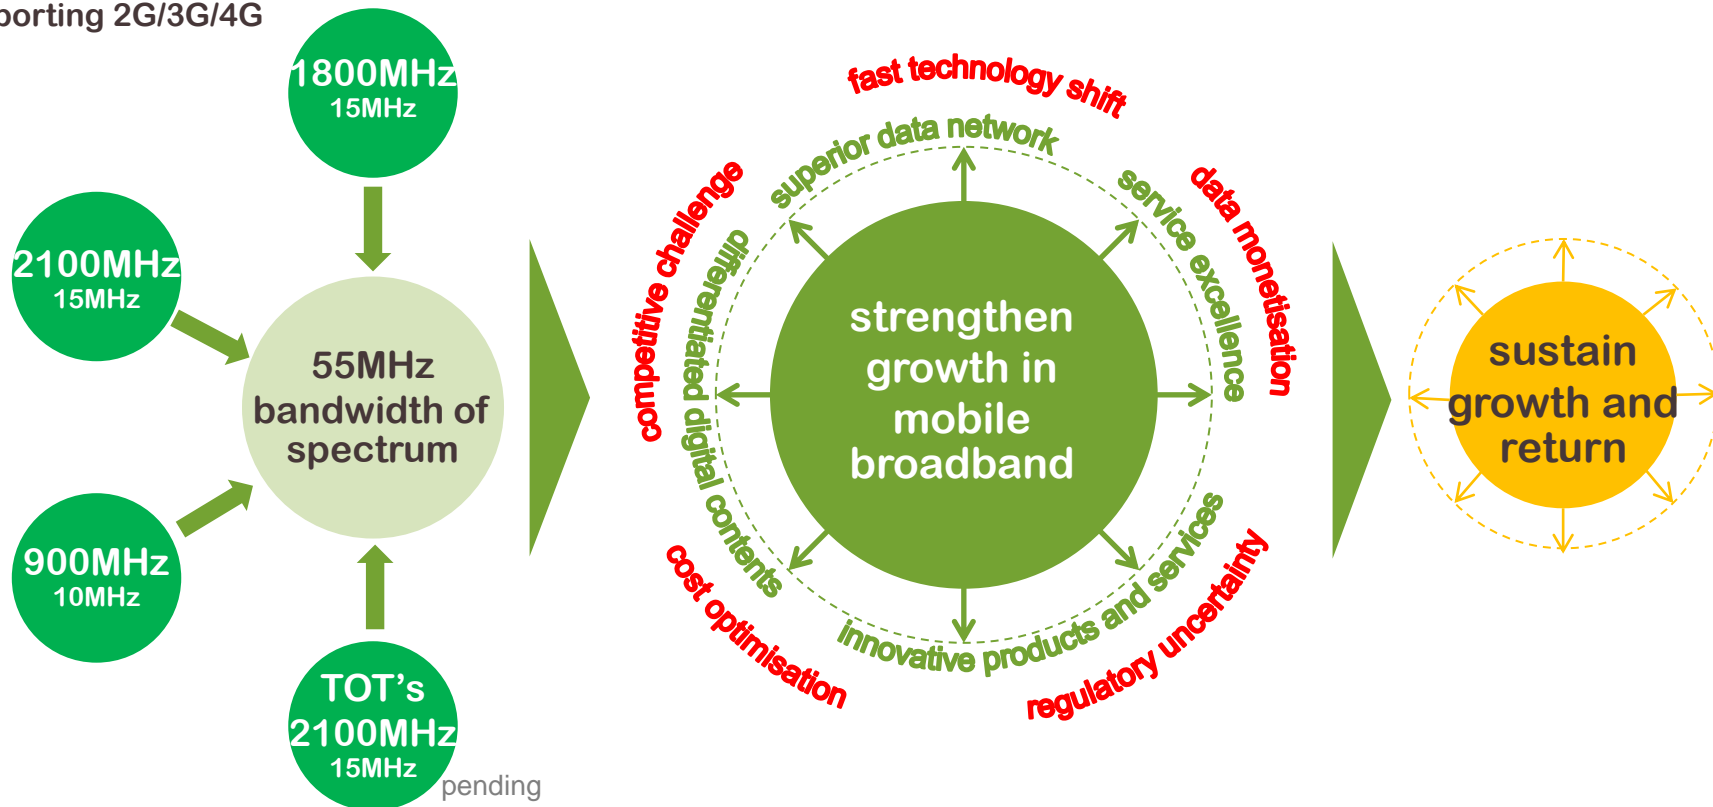 porting 2G/3G/4G
1800MHz
15MHz
2100MHz
15MHz
900MHz
10MHz
TOT’s
2100MHz
15MHz
pending
55MHz
bandwidth of
spectrum
fast technology shift
superior data network
competitive challenge
differentiated digital contents
service excellence
data monetisation
strengthen
growth in
mobile
broadband
cost optimisation
innovative products and services
regulatory uncertainty
sustain
growth and
return